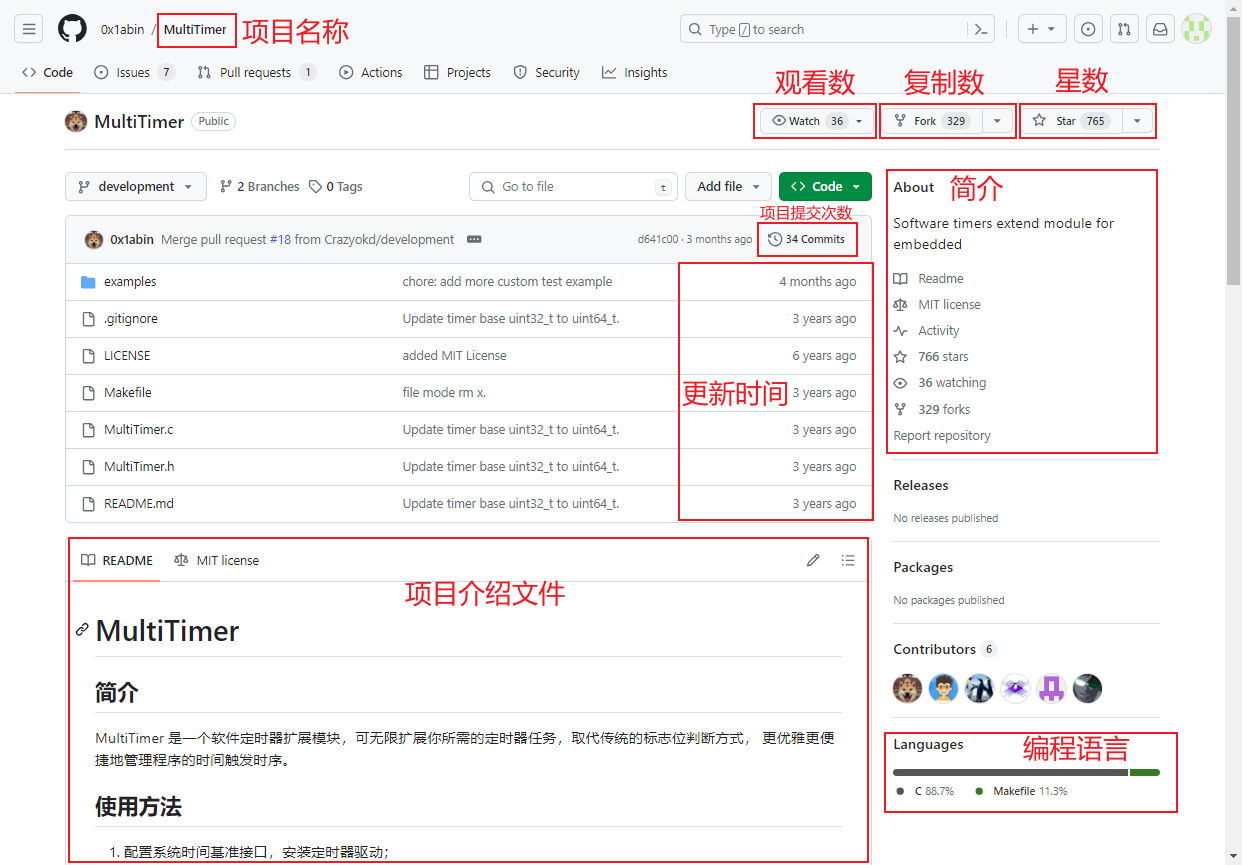 0x1abin / MultiTimer 项目名称
Type / to search
Code Issues 7 Pull requests 1 Actions Projects Security Insights
观看数 复制数 星数
MultiTimer Public
Watch 36 Fork 329 Star 765
development 2 Branches 0 Tags Go to file t Add file Code
项目提交次数
0x1abin Merge pull request #18 from Crazyokd/development d641c00 · 3 months ago 34 Commits
examples chore: add more custom test example 4 months ago
.gitignore Update timer base uint32_t to uint64_t. 3 years ago
LICENSE added MIT License 6 years ago
更新时间
Makefile file mode rm x. 3 years ago
MultiTimer.c Update timer base uint32_t to uint64_t. 3 years ago
MultiTimer.h Update timer base uint32_t to uint64_t. 3 years ago
README.md Update timer base uint32_t to uint64_t. 3 years ago
README MIT license
项目介绍文件
MultiTimer
简介
MultiTimer 是一个软件定时器扩展模块，可无限扩展你所需的定时器任务，取代传统的标志位判断方式， 更优雅更便
捷地管理程序的时间触发时序。
使用方法
1. 配置系统时间基准接口，安装定时器驱动；
About 简介
Software timers extend module for
embedded
Readme
MIT license
Activity
766 stars
36 watching
329 forks
Report repository
Releases
No releases published
Packages
No packages published
Contributors 6
Languages 编程语言
C 88.7% Makefile 11.3%